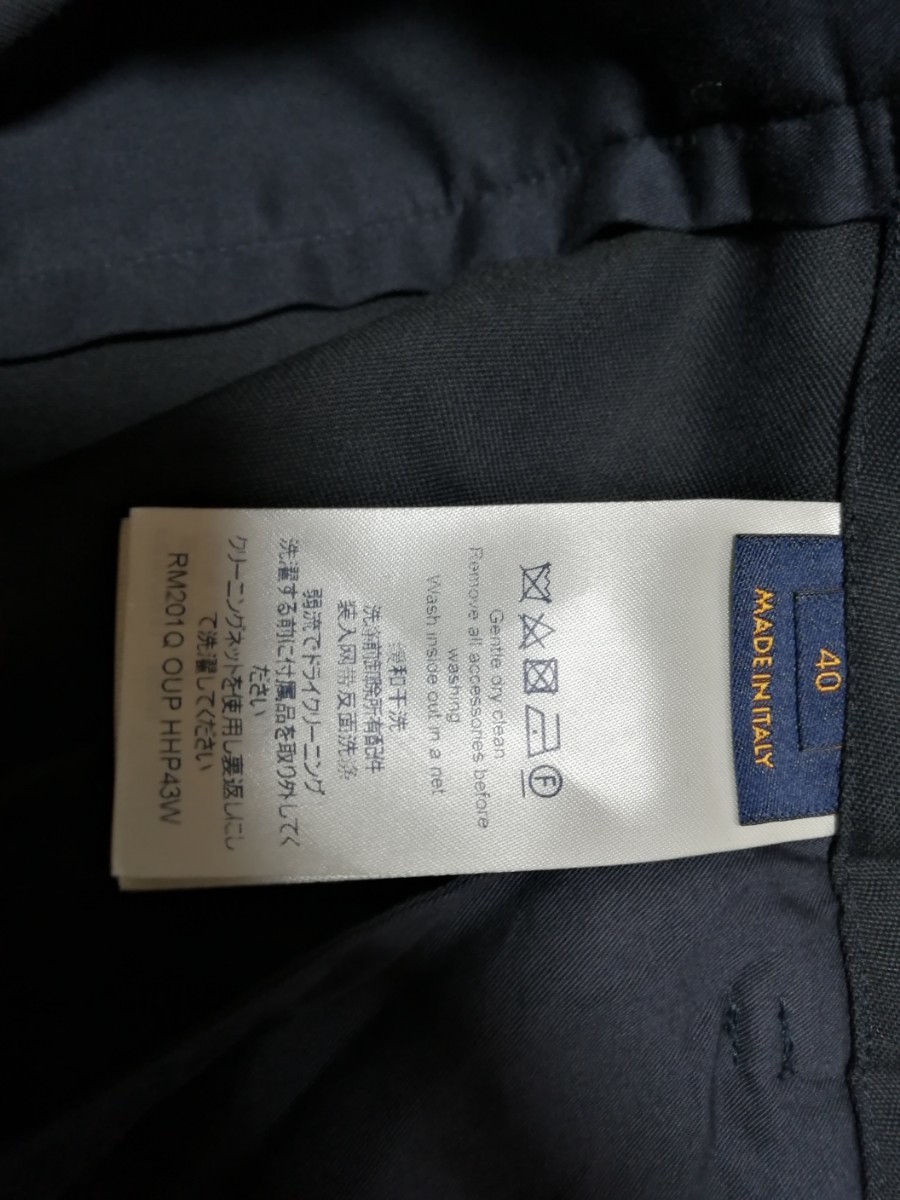 40
MADE IN ITALY
F
Gentle dry clean
Remove all accessories before
washing
Wash inside out in a net
缓和干洗
洗涤前拄除所有配件
装入网带反面洗涤
弱流でドライクリーニング
洗濯する前に付属品を取り外してく
ださい
クリーニングネットを使用し裏返しにし
て洗濯してください
RM201Q OUP HHP43W